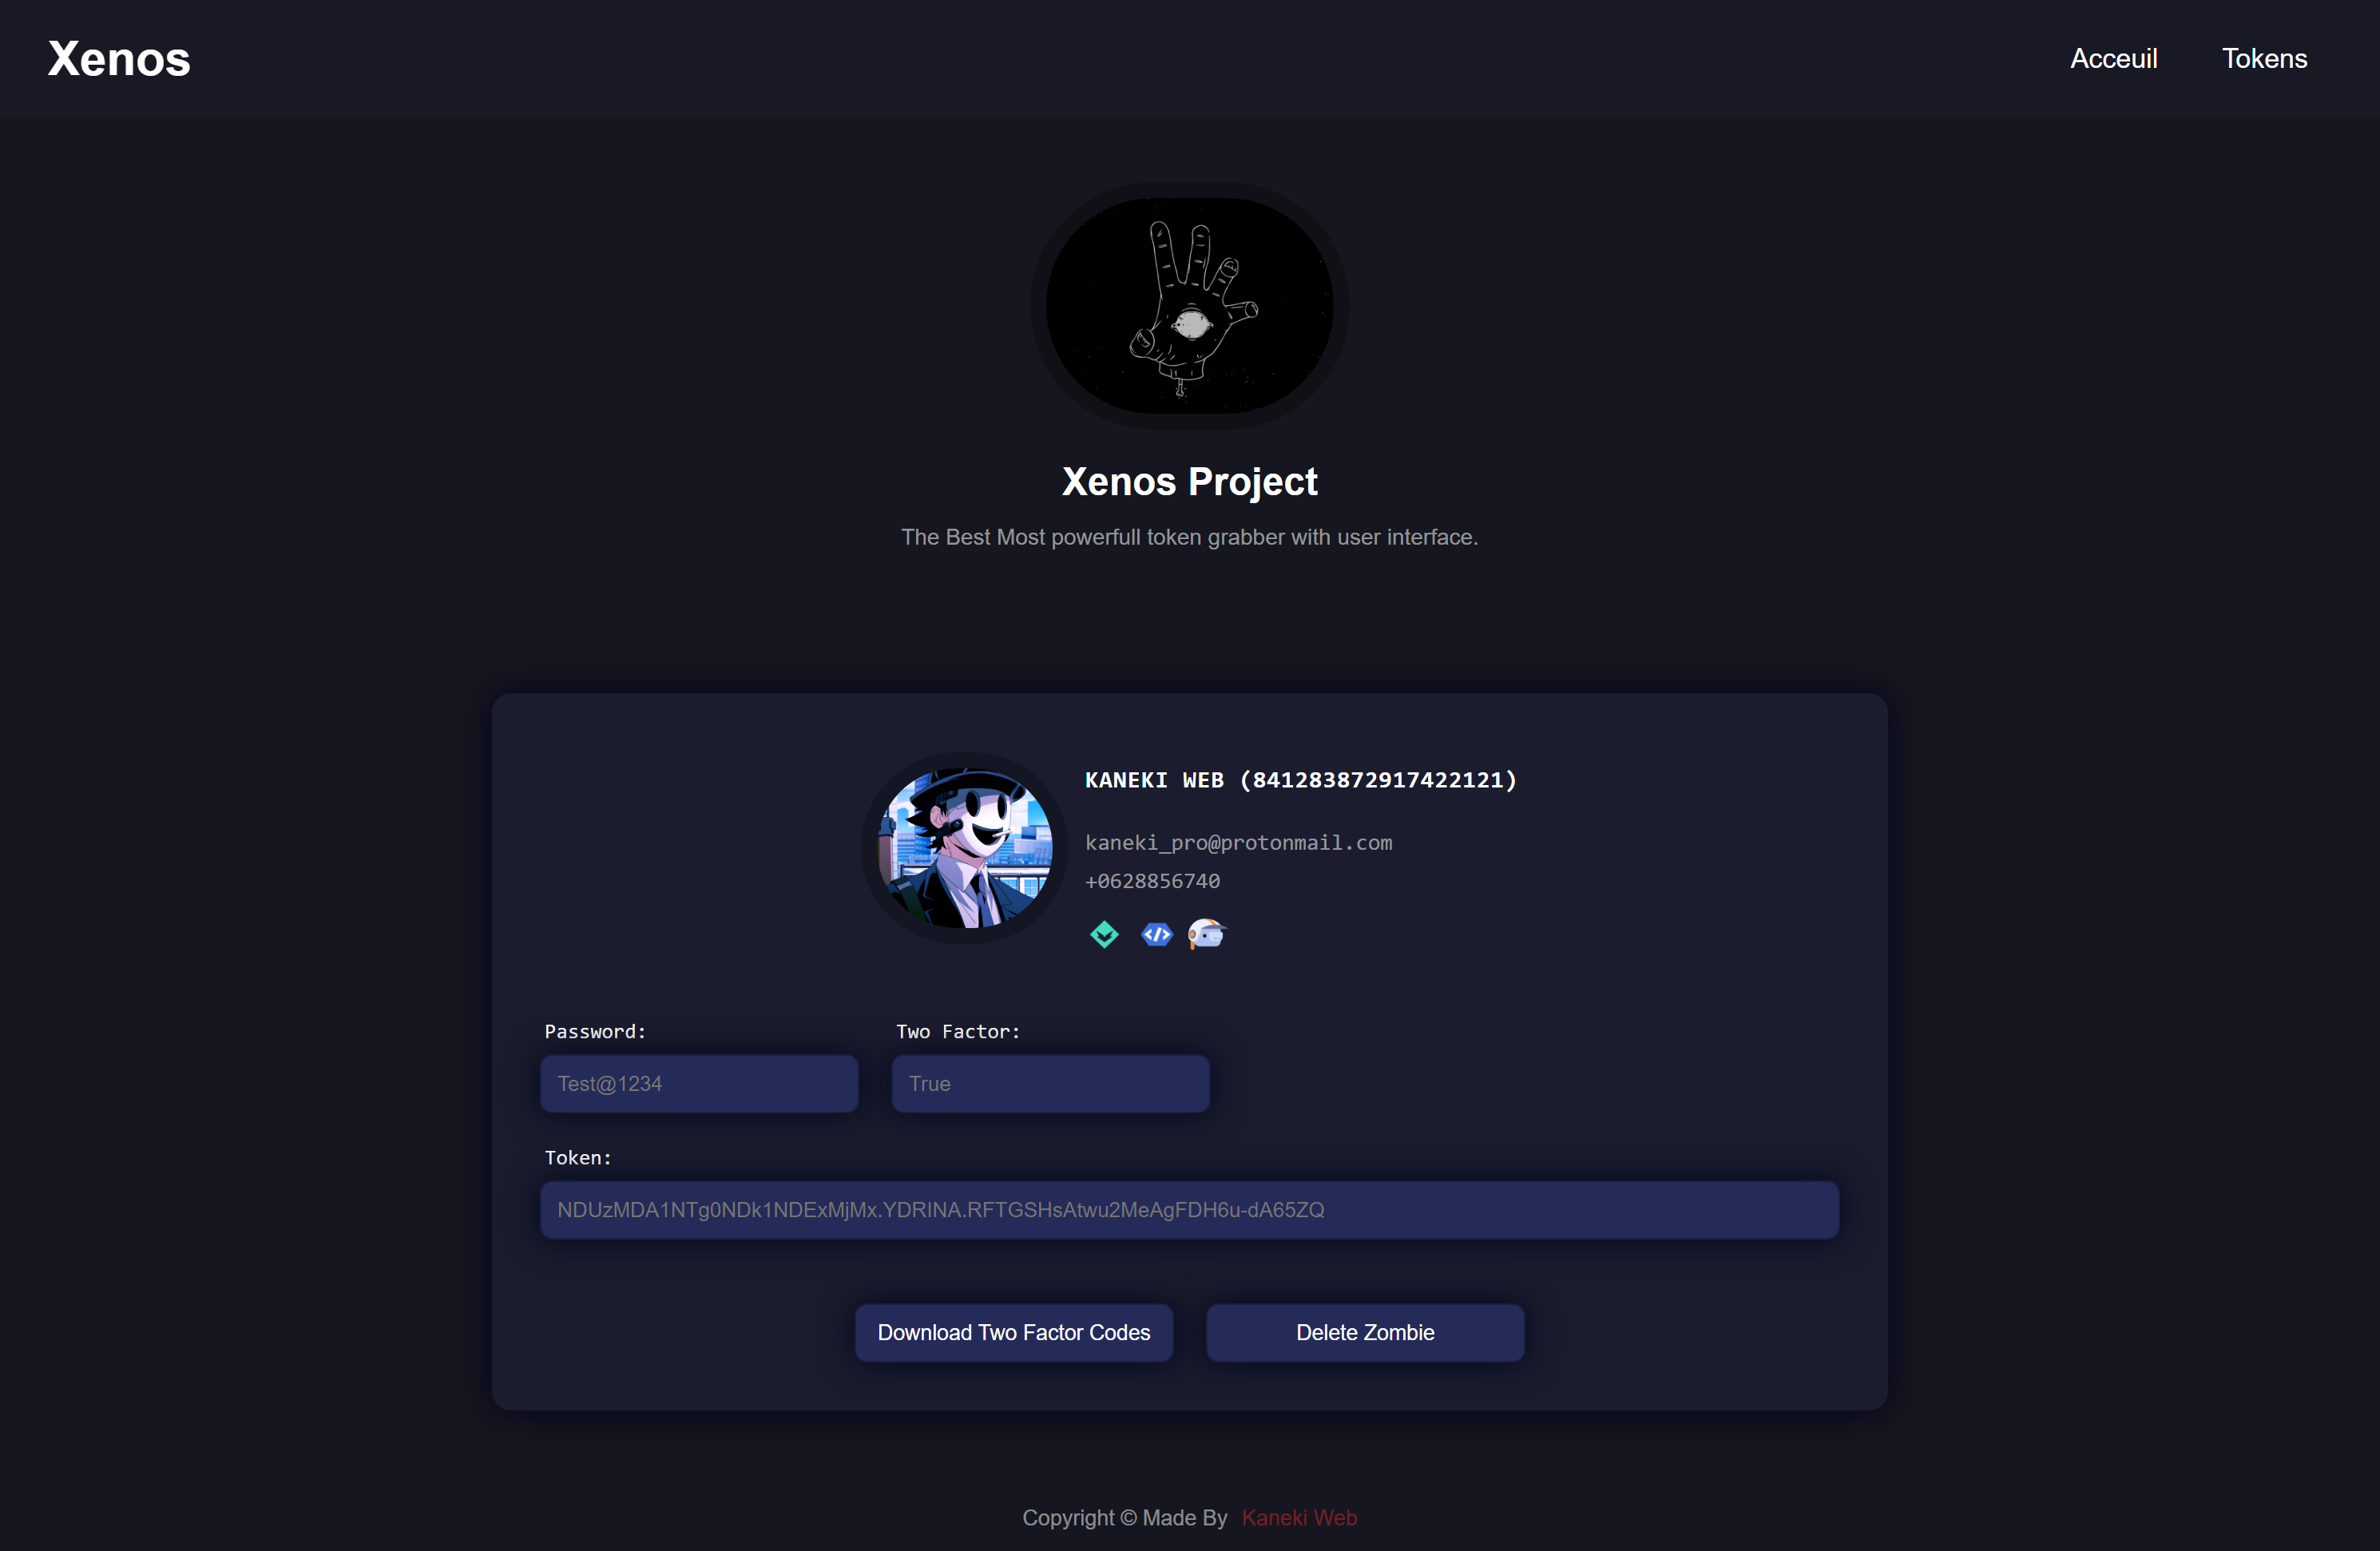 Xenos
Acceuil
Tokens
Xenos Project
The Best Most powerfull token grabber with user interface.
KANEKI WEB (841283872917422121)
kaneki_pro@protonmail.com
+0628856740
Password:
Two Factor:
Test@1234
True
Token:
NDUzMDA1NTg0NDk1NDExMjMx.YDRINA.RFTGSHsAtwu2MeAgFDH6u-dA65ZQ
Download Two Factor Codes
Delete Zombie
Copyright © Made By Kaneki Web